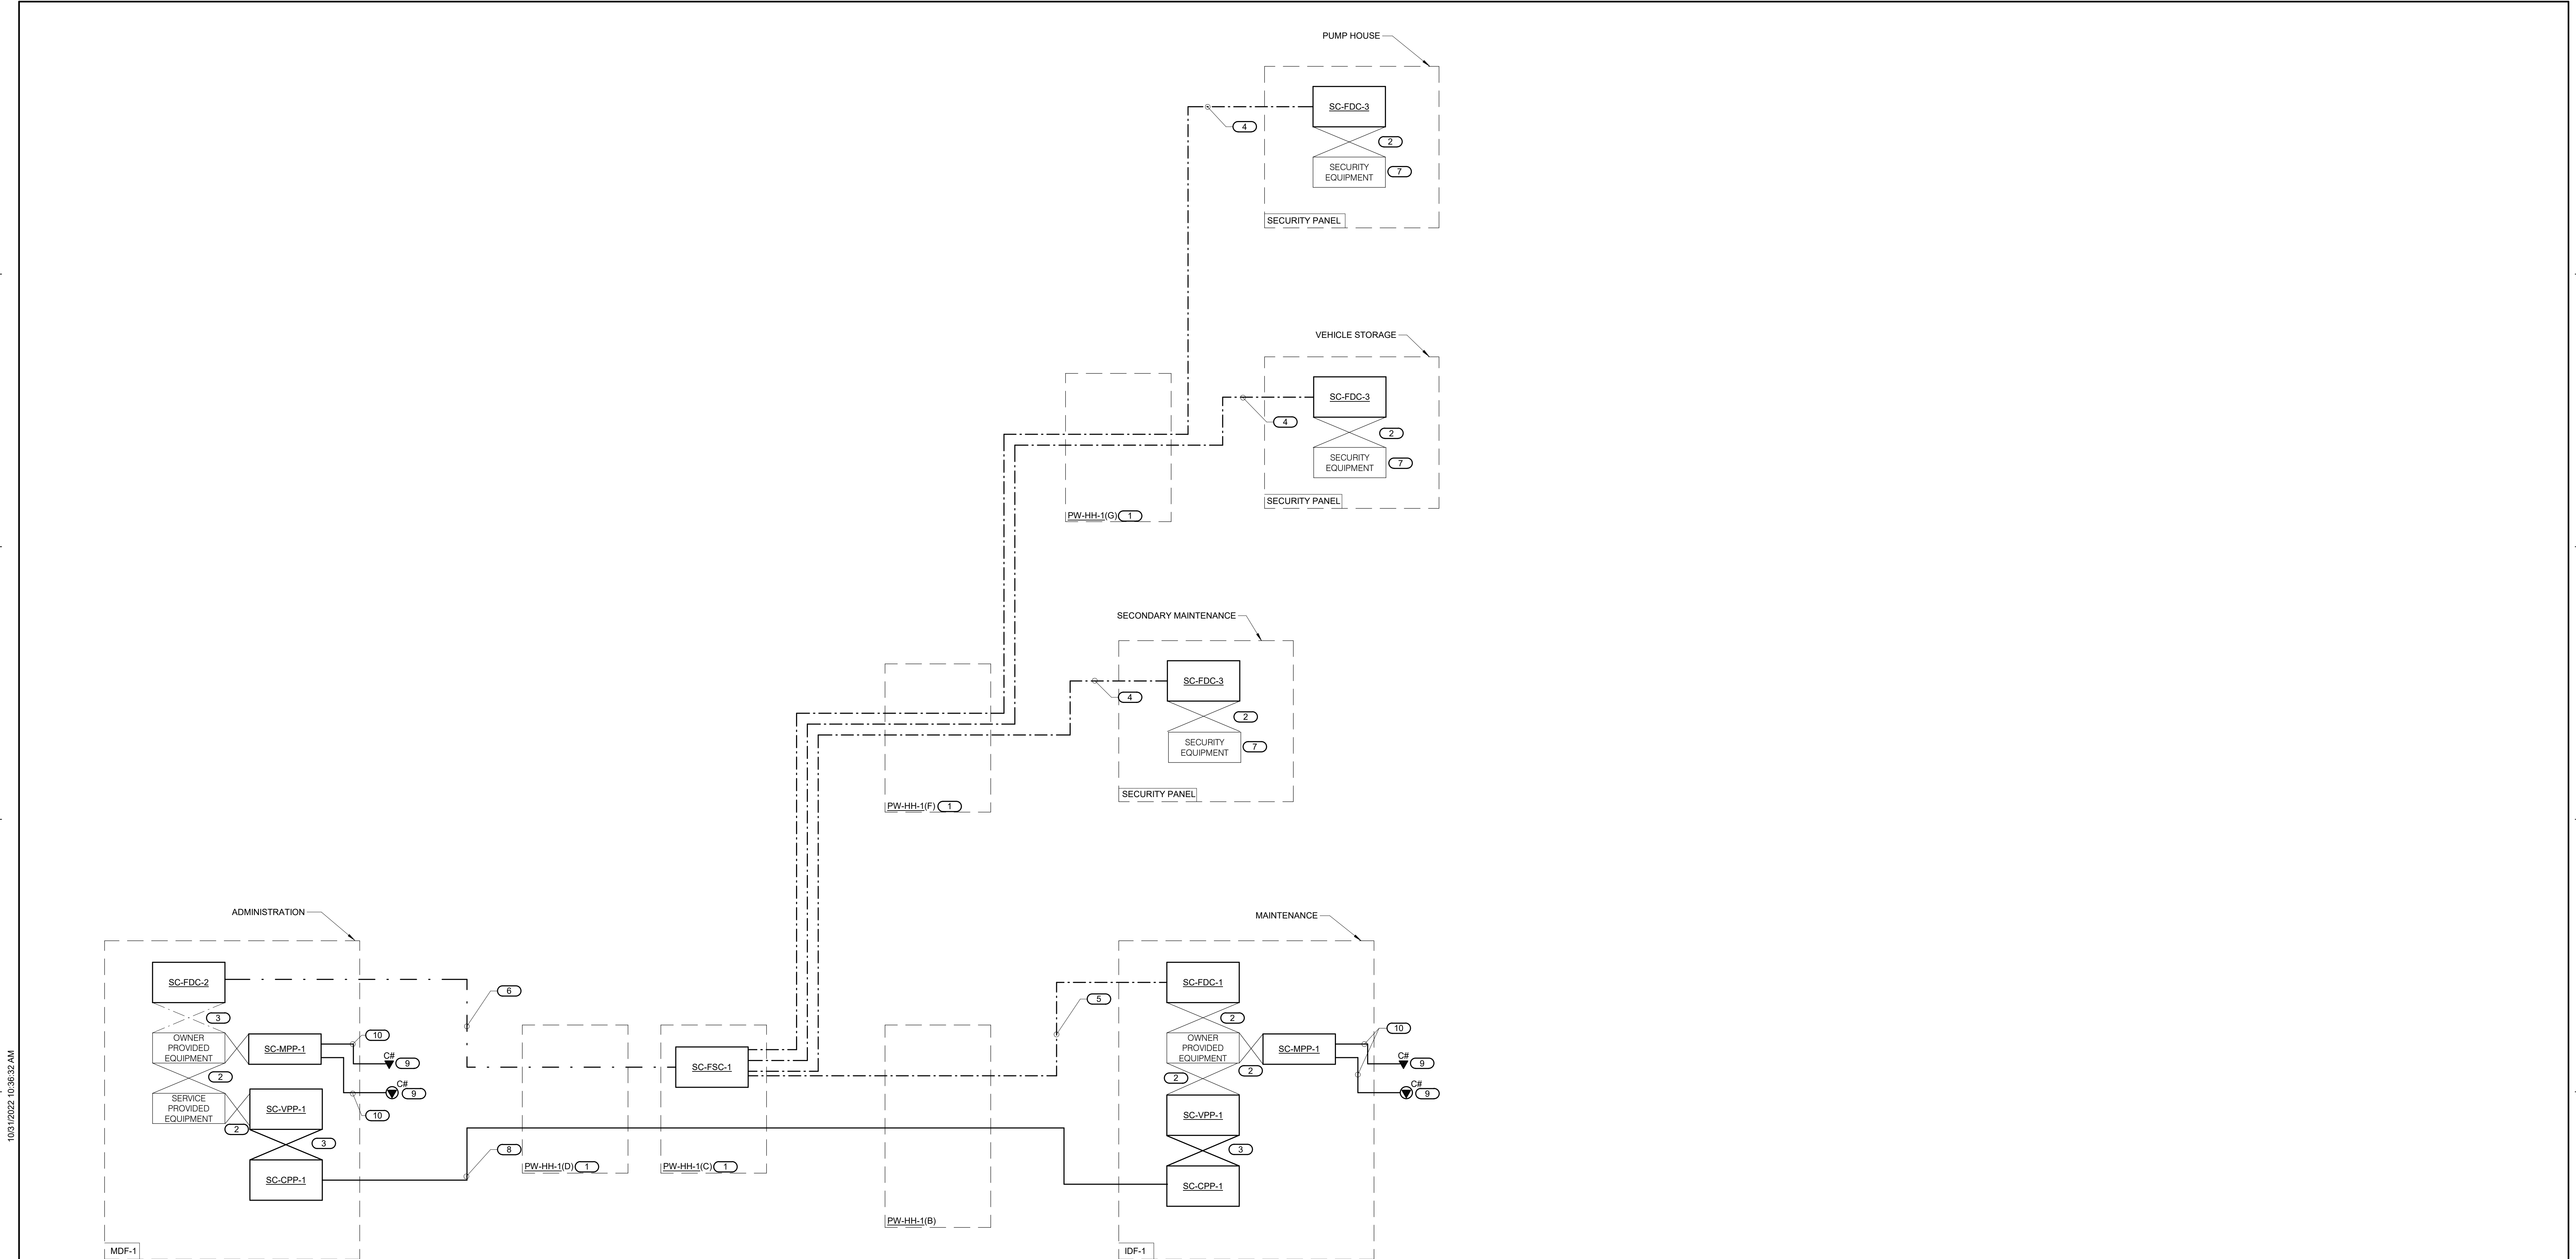 PUMP HOUSE
SC-FDC-3
4
2
SECURITY
EQUIPMENT
7
SECURITY PANEL
VEHICLE STORAGE
SC-FDC-3
4
2
SECURITY
EQUIPMENT
7
SECURITY PANEL
PW-HH-1(G) 1
SECONDARY MAINTENANCE
SC-FDC-3
4
2
SECURITY
EQUIPMENT
7
SECURITY PANEL
PW-HH-1(F) 1
ADMINISTRATION
SC-FDC-2
3
OWNER
PROVIDED
EQUIPMENT
SC-MPP-1
10
C#
9
C#
9
10
2
SERVICE
PROVIDED
EQUIPMENT
2
SC-VPP-1
3
SC-CPP-1
MDF-1
6
8
PW-HH-1(D) 1
SC-FSC-1
PW-HH-1(C) 1
PW-HH-1(B)
5
MAINTENANCE
SC-FDC-1
2
OWNER
PROVIDED
EQUIPMENT
SC-MPP-1
10
C#
9
C#
9
2
2
SC-VPP-1
3
SC-CPP-1
IDF-1
10/31/2022 10:36:32 AM